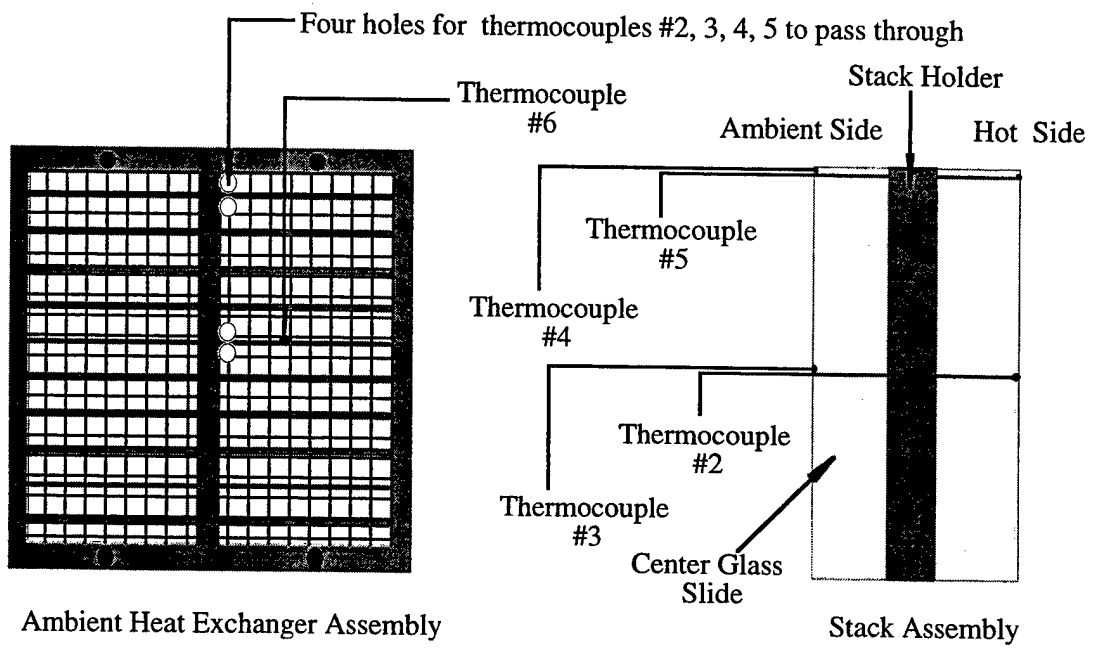 Four holes for thermocouples #2, 3, 4, 5 to pass through
Thermocouple
#6
Stack Holder
Ambient Side
Hot Side
Thermocouple
#5
Thermocouple
#4
Thermocouple
#2
Thermocouple
#3
Center Glass
Slide
Ambient Heat Exchanger Assembly
Stack Assembly